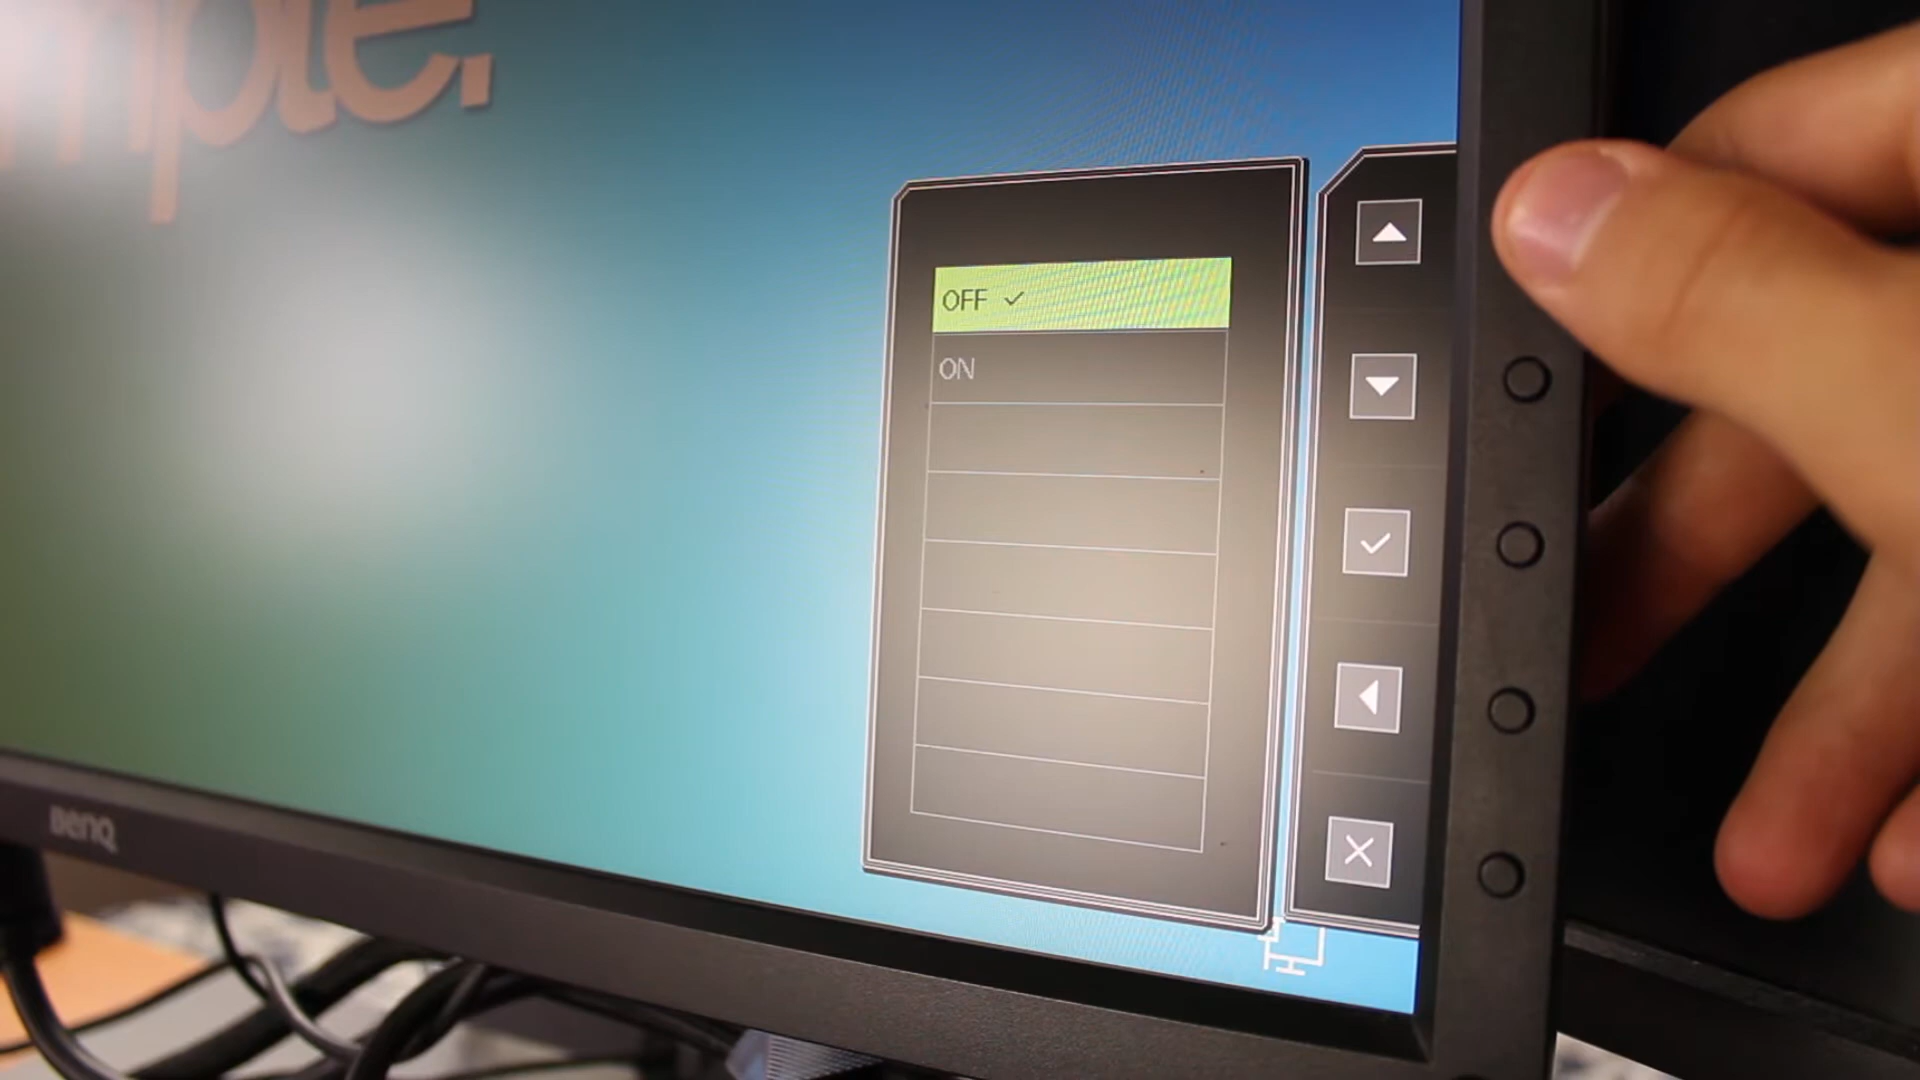 mple.
OFF ✓
ON
BenQ